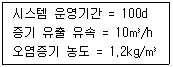 시스템 운영기간 = 100d
증기 유출 유속 = 10m³/h
오염증기 농도 = 1.2kg/m³